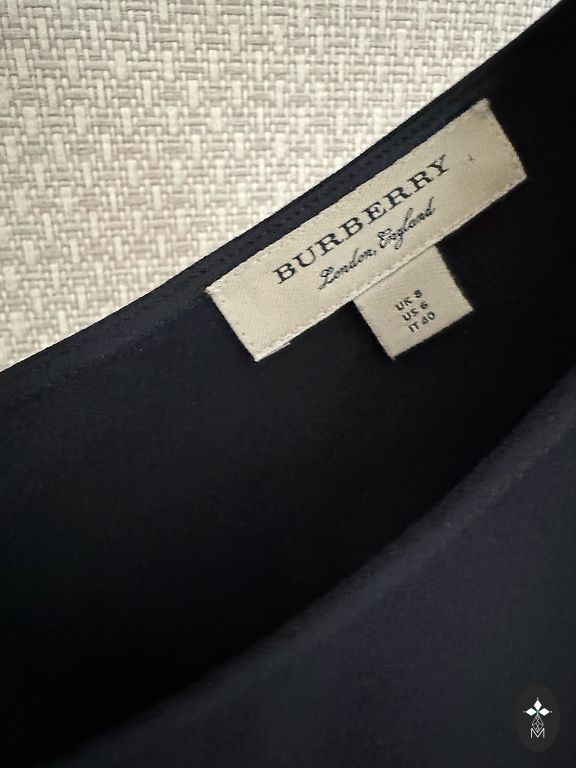 BURBERRY
London, England
UK 8
US 6
IT 40
M